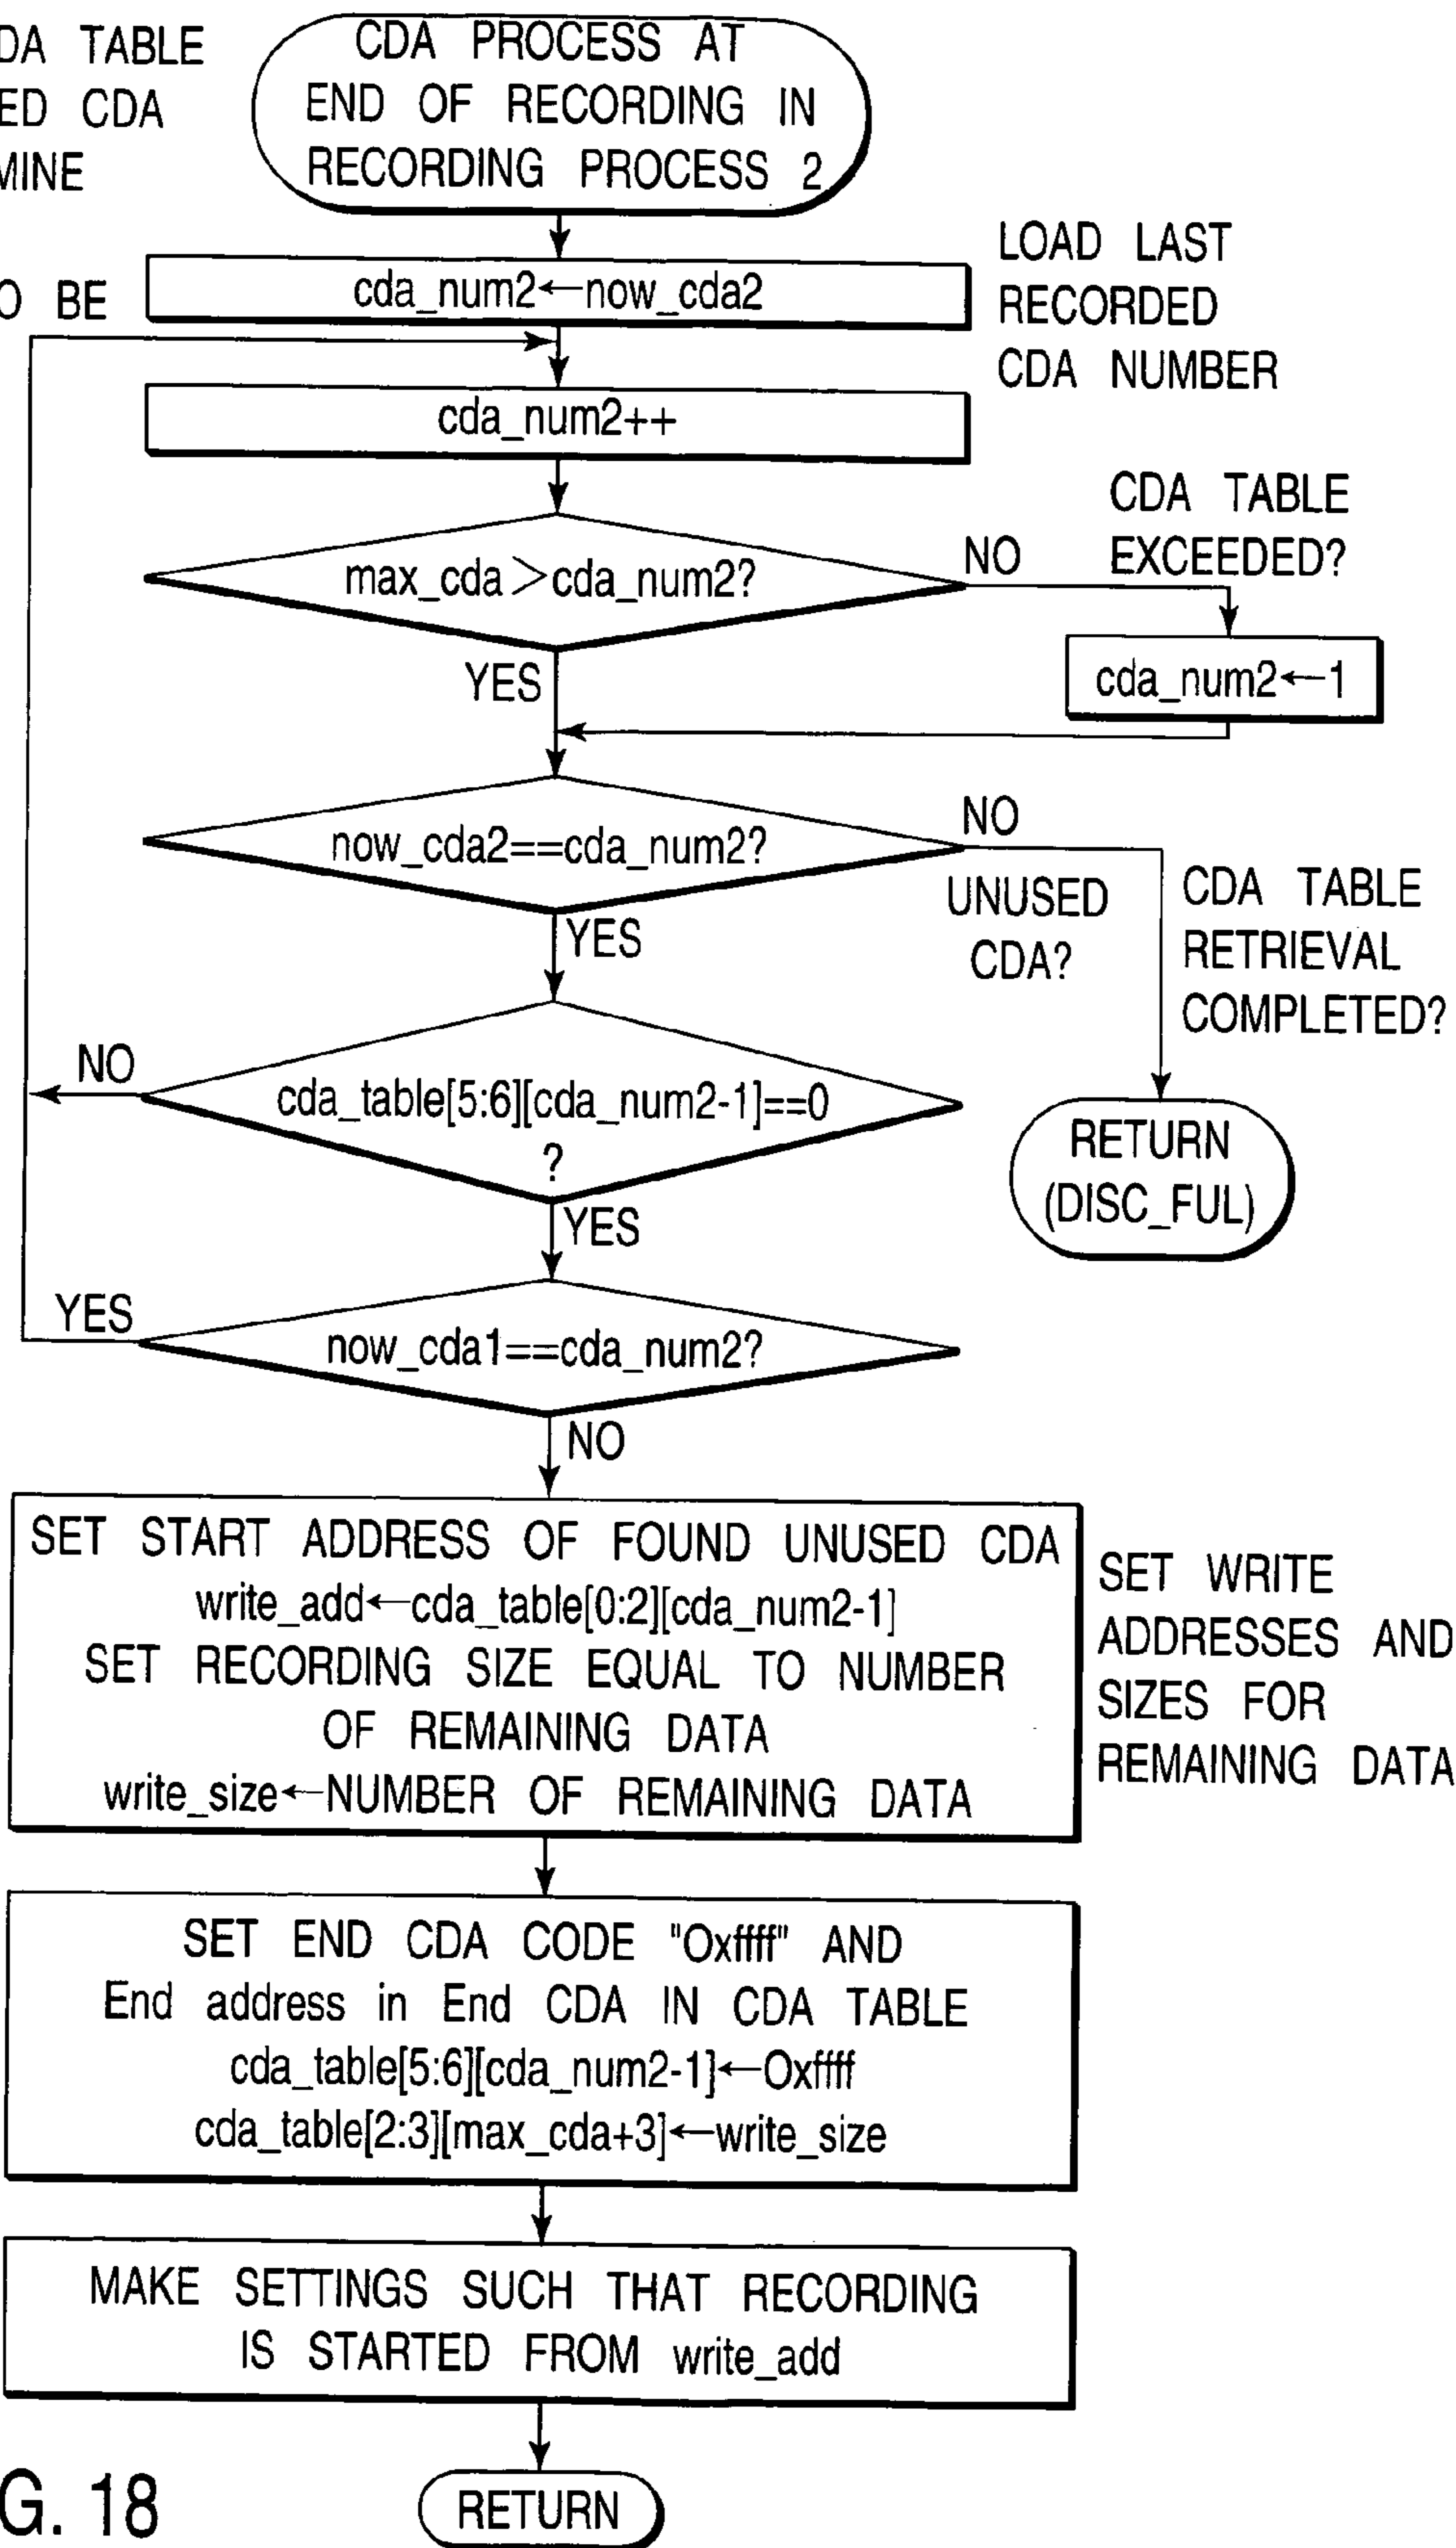 DA TABLE
ED CDA
MINE
O BE
CDA PROCESS AT
END OF RECORDING IN
RECORDING PROCESS 2
cda_num2←now_cda2
LOAD LAST
RECORDED
CDA NUMBER
cda_num2++
max_cda>cda_num2?
NO
CDA TABLE
EXCEEDED?
YES
cda_num2←1
now_cda2==cda_num2?
NO
UNUSED
CDA?
CDA TABLE
RETRIEVAL
COMPLETED?
YES
NO
cda_table[5:6][cda_num2-1]==0
?
RETURN
(DISC_FUL)
YES
YES
now_cda1==cda_num2?
NO
SET START ADDRESS OF FOUND UNUSED CDA
write_add←cda_table[0:2][cda_num2-1]
SET RECORDING SIZE EQUAL TO NUMBER
OF REMAINING DATA
write_size←NUMBER OF REMAINING DATA
SET WRITE
ADDRESSES AND
SIZES FOR
REMAINING DATA
SET END CDA CODE "Oxffff" AND
End address in End CDA IN CDA TABLE
cda_table[5:6][cda_num2-1]←Oxffff
cda_table[2:3][max_cda+3]←write_size
MAKE SETTINGS SUCH THAT RECORDING
IS STARTED FROM write_add
RETURN
G. 18